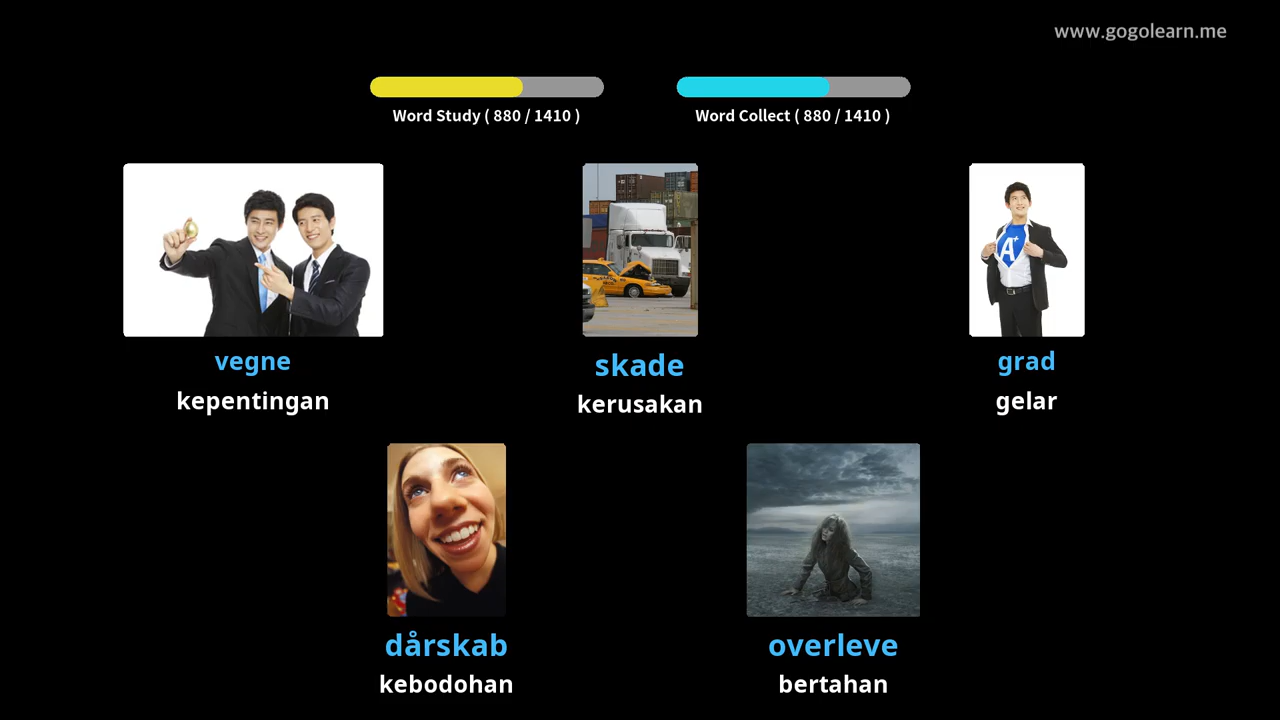 www.gogolearn.me
Word Study ( 880 / 1410 )
Word Collect ( 880 / 1410 )
A+
vegne
kepentingan
skade
kerusakan
grad
gelar
dårskab
kebodohan
overleve
bertahan